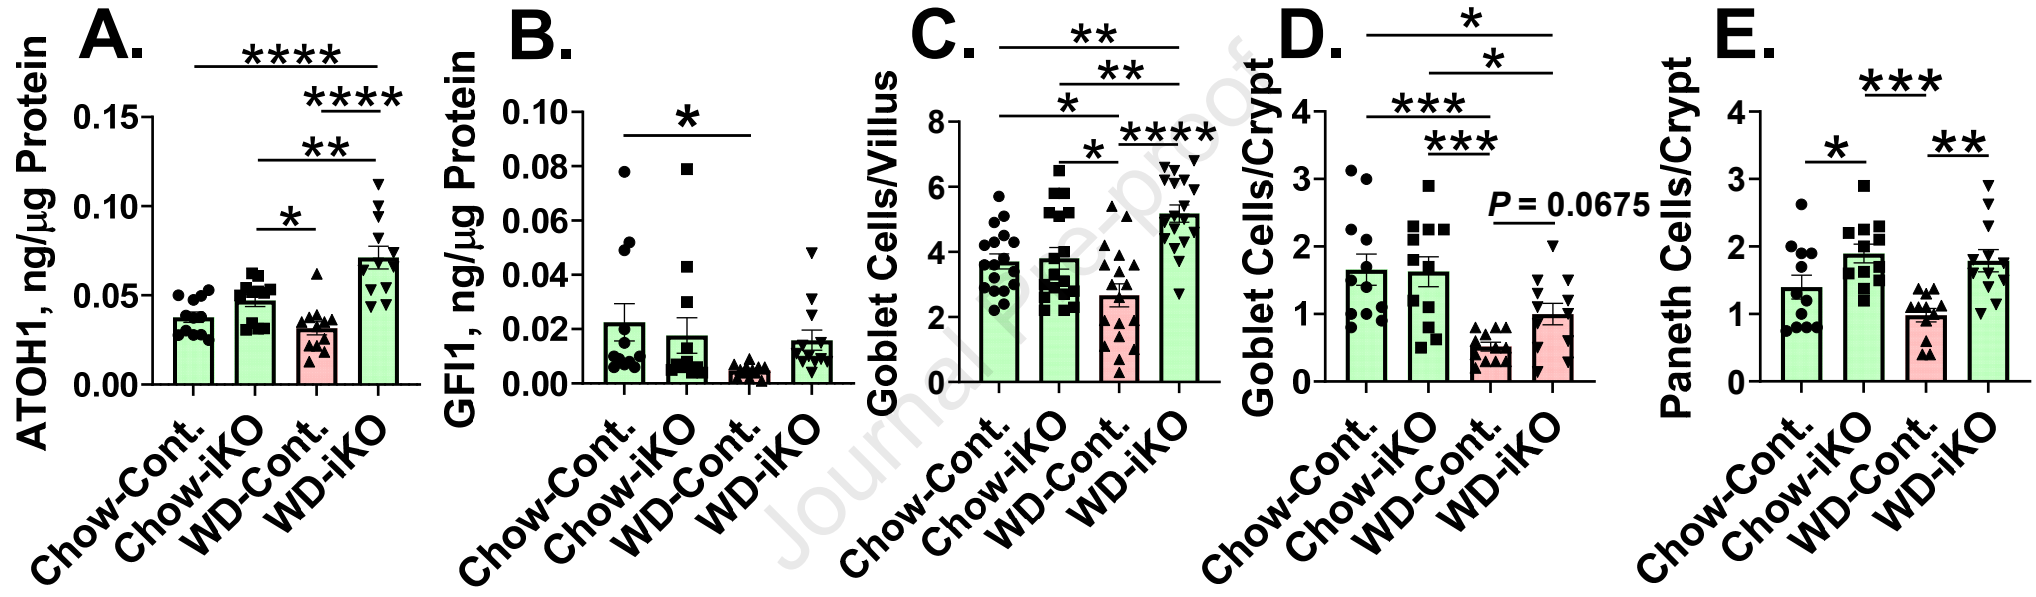 A.
ATOH1, ng/µg Protein
0.15
0.10
0.05
0.00
****
****
**
*
Chow-Cont.
Chow-iKO
WD-Cont.
WD-iKO
B.
GFI1, ng/µg Protein
0.10
0.08
0.06
0.04
0.02
0.00
*
Chow-Cont.
Chow-iKO
WD-Cont.
WD-iKO
C.
Goblet Cells/Villus
8
6
4
2
0
**
**
*
****
*
Chow-Cont.
Chow-iKO
WD-Cont.
WD-iKO
D.
Goblet Cells/Crypt
4
3
2
1
0
*
*
***
***
P = 0.0675
Chow-Cont.
Chow-iKO
WD-Cont.
WD-iKO
E.
Paneth Cells/Crypt
4
3
2
1
0
***
*
**
Chow-Cont.
Chow-iKO
WD-Cont.
WD-iKO
Journal Pre-proof